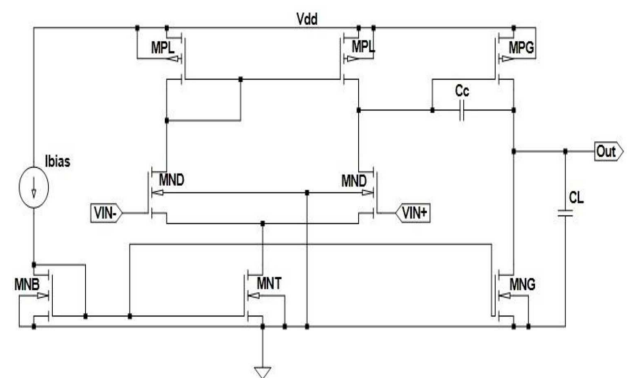 Vdd
MPL
MPL
MPG
Cc
Ibias
Out
MND
MND
VIN-
VIN+
CL
MNB
MNT
MNG